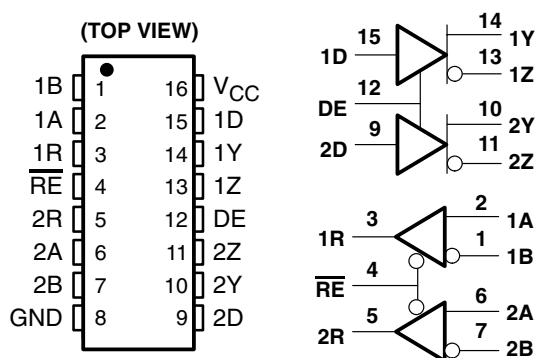 (TOP VIEW)
1B 1 16 VCC
1A 2 15 1D
1R 3 14 1Y
RE 4 13 1Z
2R 5 12 DE
2A 6 11 2Z
2B 7 10 2Y
GND 8 9 2D
15 14
1D 1Y
13
1Z
12
DE
10
9 2Y
2D 11
2Z
3 2
1R 1A
1
1B
4
RE
6
5 2A
2R 7
2B